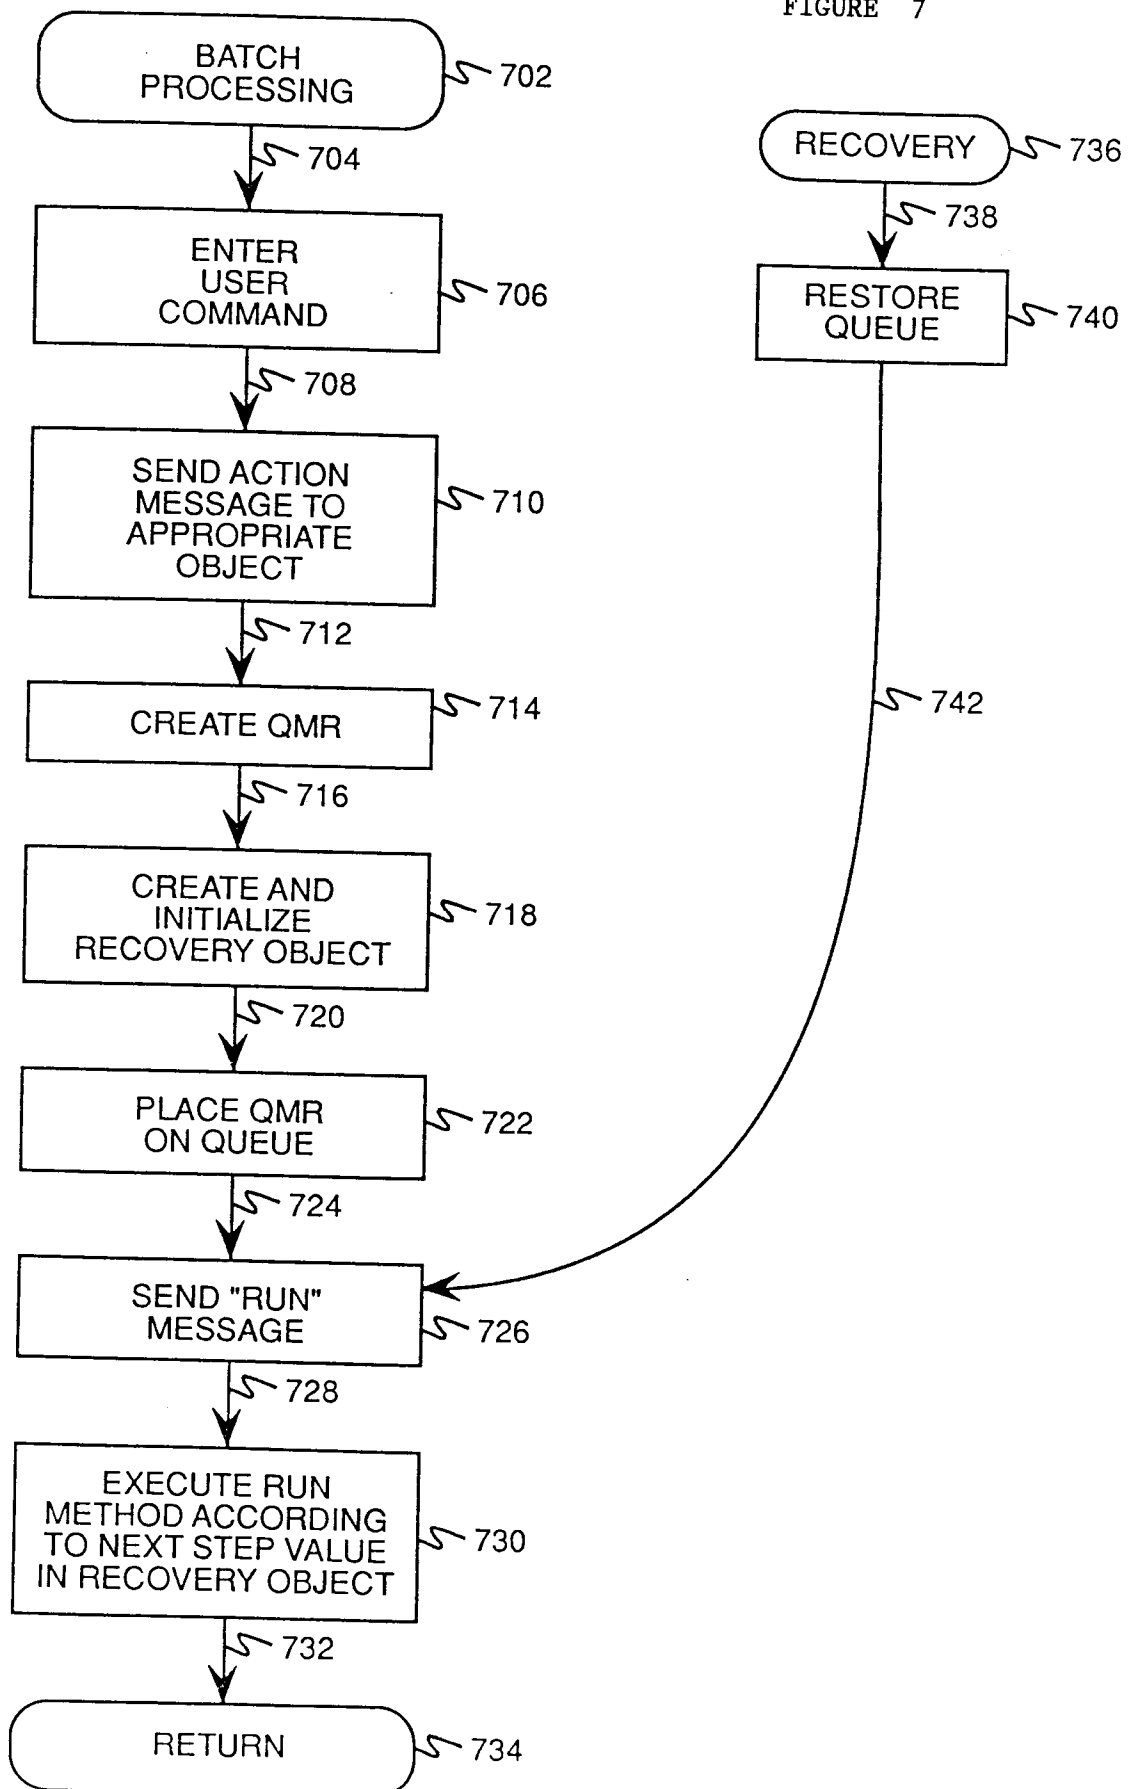 FIGURE 7
BATCH
PROCESSING
702
704
ENTER
USER
COMMAND
706
708
SEND ACTION
MESSAGE TO
APPROPRIATE
OBJECT
710
712
CREATE QMR
714
716
CREATE AND
INITIALIZE
RECOVERY OBJECT
718
720
PLACE QMR
ON QUEUE
722
724
SEND "RUN"
MESSAGE
726
728
EXECUTE RUN
METHOD ACCORDING
TO NEXT STEP VALUE
IN RECOVERY OBJECT
730
732
RETURN
734
RECOVERY
736
738
RESTORE
QUEUE
740
742